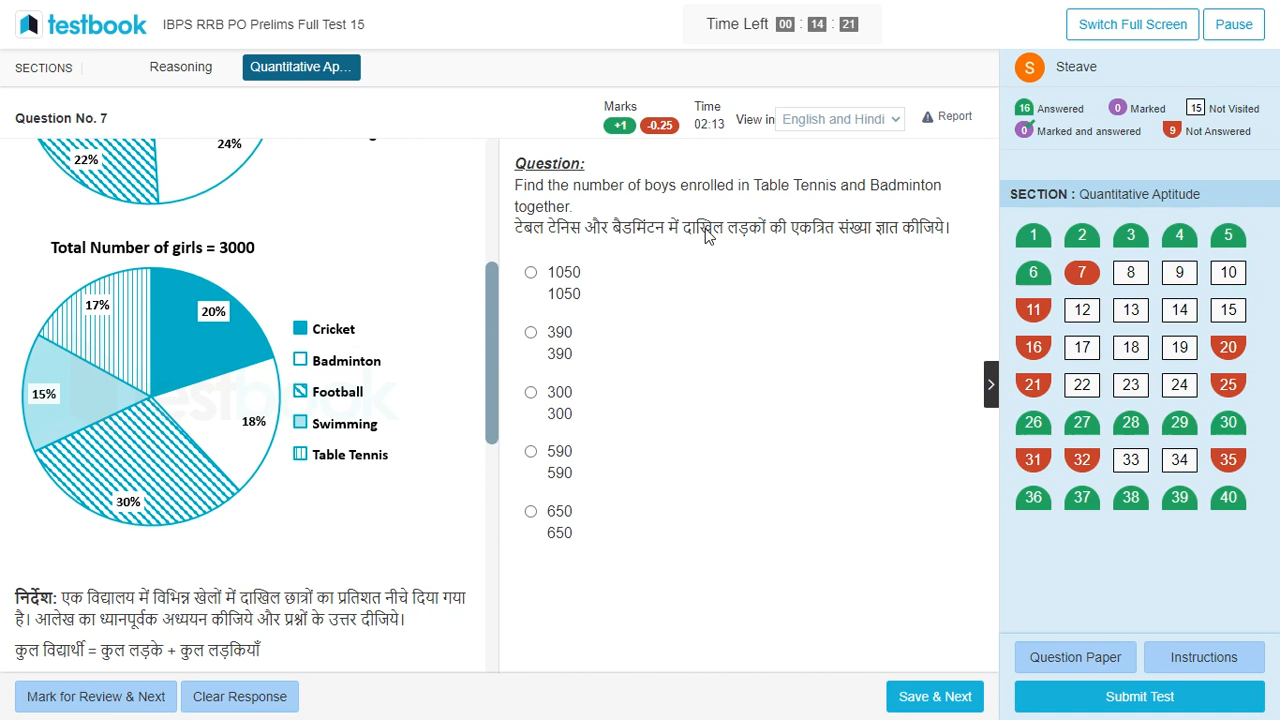 testbook
IBPS RRB PO Prelims Full Test 15
Time Left 00 : 14 : 21
Switch Full Screen
Pause
SECTIONS
Reasoning
Quantitative Ap...
S
Steave
16 Answered
0 Marked
15 Not Visited
0 Marked and answered
9 Not Answered
Question No. 7
Marks
+1 -0.25
Time
02:13
View in English and Hindi
Report
22%
24%
Total Number of girls = 3000
17%
20%
15%
18%
30%
Cricket
Badminton
Football
Swimming
Table Tennis
testbook
निर्देश: एक विद्यालय में विभिन्न खेलों में दाखिल छात्रों का प्रतिशत नीचे दिया गया
है। आलेख का ध्यानपूर्वक अध्ययन कीजिये और प्रश्नों के उत्तर दीजिये।
कुल विद्यार्थी = कुल लड़के + कुल लड़कियाँ
Question:
Find the number of boys enrolled in Table Tennis and Badminton
together.
टेबल टेनिस और बैडमिंटन में दाखिल लड़कों की एकत्रित संख्या ज्ञात कीजिये।
1050
1050
390
390
300
300
590
590
650
650
SECTION : Quantitative Aptitude
1 2 3 4 5
6 7 8 9 10
11 12 13 14 15
16 17 18 19 20
21 22 23 24 25
26 27 28 29 30
31 32 33 34 35
36 37 38 39 40
Question Paper
Instructions
Mark for Review & Next
Clear Response
Save & Next
Submit Test